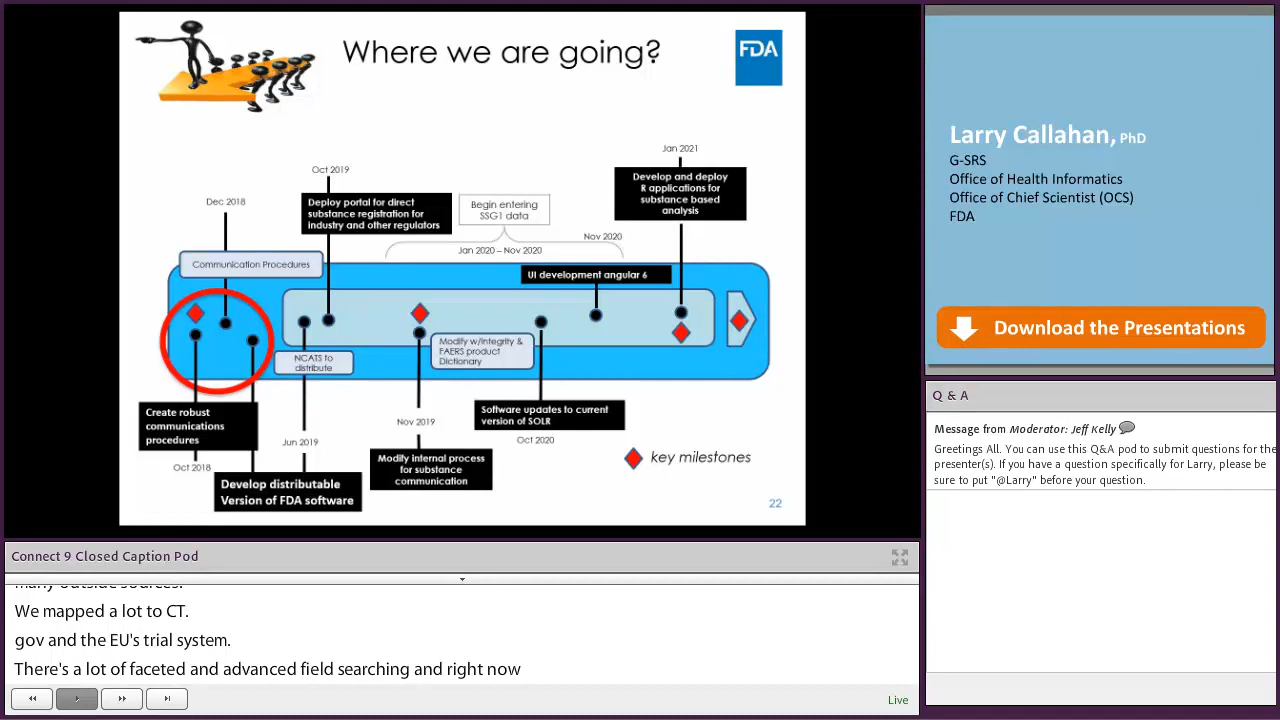 Where we are going?
FDA
Jan 2021
Develop and deploy
R applications for
substance based
analysis
Oct 2019
Deploy portal for direct
substance registration for
industry and other regulators
Begin entering
SSG1 data
Dec 2018
Nov 2020
Jan 2020 – Nov 2020
Communication Procedures
UI development angular 6
Modify w/Integrity &
FAERS product
Dictionary
NCATS to
distribute
Create robust
communications
procedures
Oct 2018
Software updates to current
version of SOLR
Oct 2020
Nov 2019
Jun 2019
Modify internal process
for substance
communication
key milestones
Develop distributable
Version of FDA software
22
Larry Callahan, PhD
G-SRS
Office of Health Informatics
Office of Chief Scientist (OCS)
FDA
Download the Presentations
Q & A
Message from Moderator: Jeff Kelly
Greetings All. You can use this Q&A pod to submit questions for the
presenter(s). If you have a question specifically for Larry, please be
sure to put "@Larry" before your question.
Connect 9 Closed Caption Pod
many outside sources.
We mapped a lot to CT.
gov and the EU's trial system.
There's a lot of faceted and advanced field searching and right now
Live